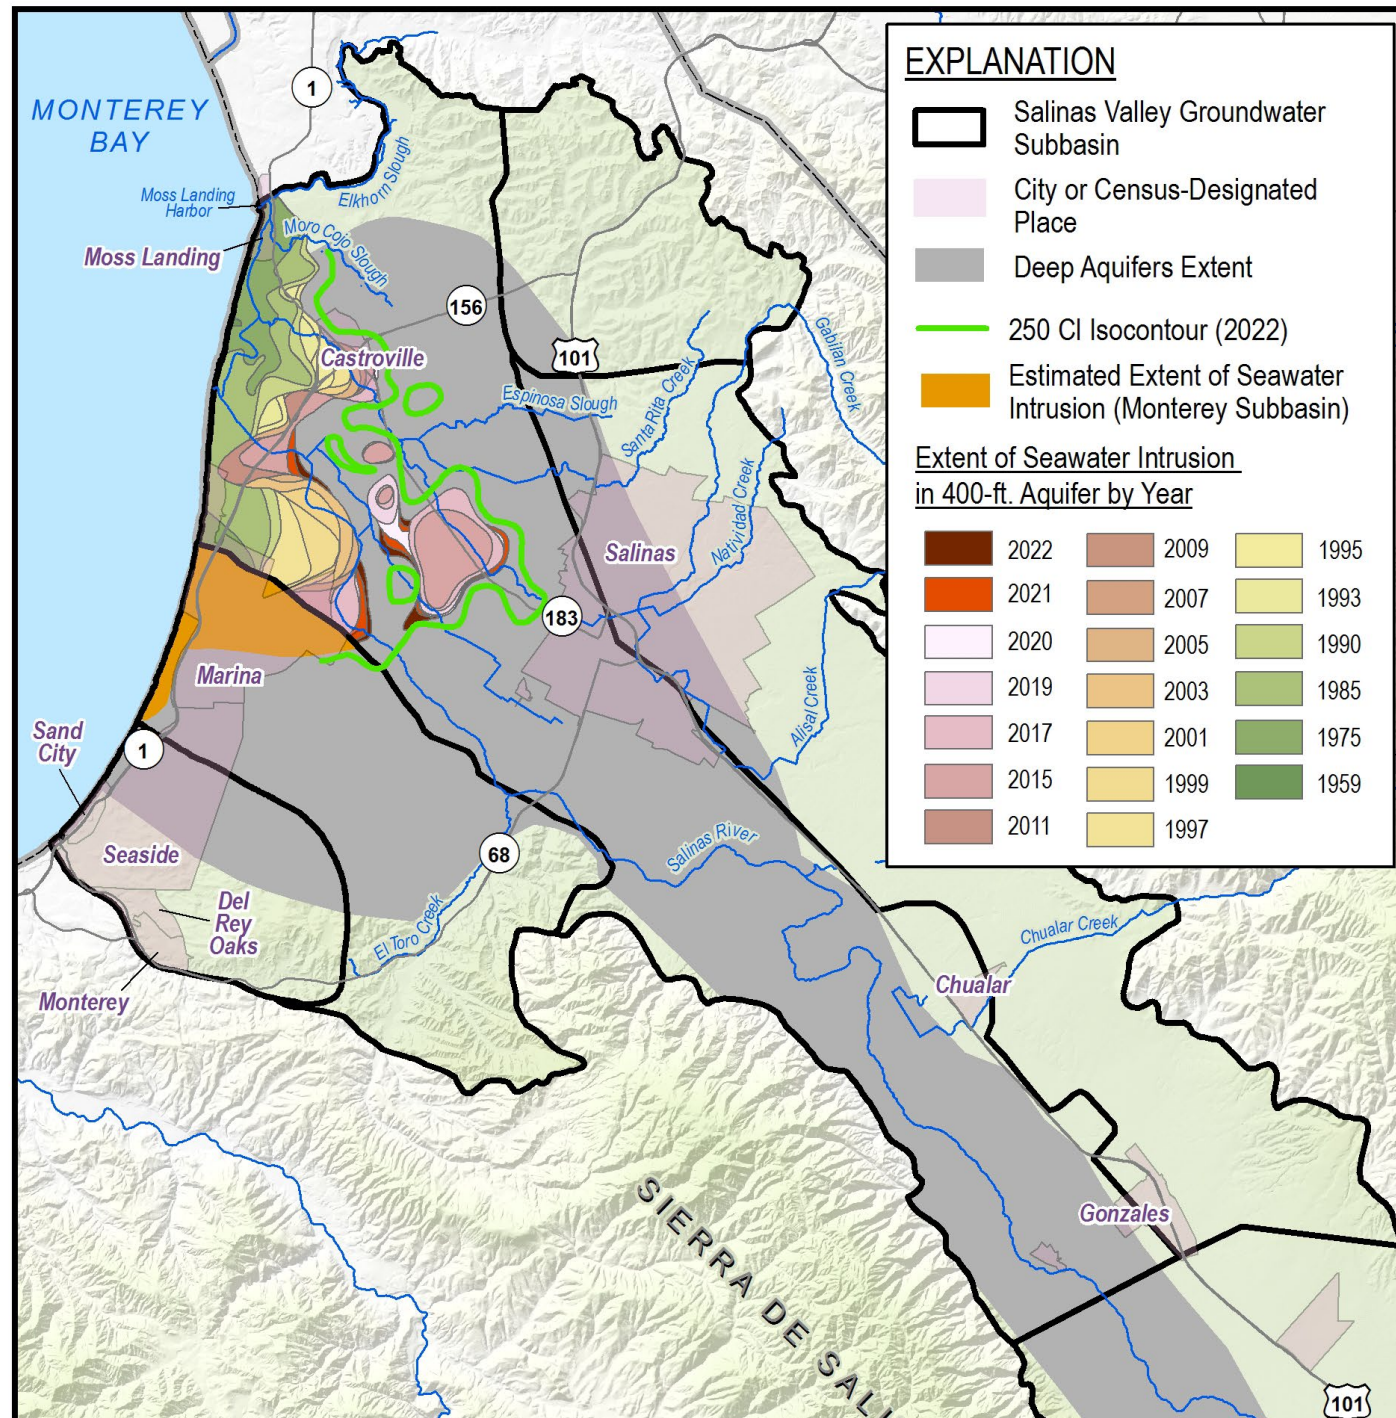 EXPLANATION
Salinas Valley Groundwater
Subbasin
City or Census-Designated
Place
Deep Aquifers Extent
250 Cl Isocontour (2022)
Estimated Extent of Seawater
Intrusion (Monterey Subbasin)
Extent of Seawater Intrusion
in 400-ft. Aquifer by Year
2022
2021
2020
2019
2017
2015
2011
2009
2007
2005
2003
2001
1999
1997
1995
1993
1990
1985
1975
1959
MONTEREY
BAY
1
Moss Landing
Harbor
Elkhorn Slough
Moro Cojo Slough
Moss Landing
156
101
Castroville
Espinosa Slough
Santa Rita Creek
Gabilan Creek
Natividad Creek
Salinas
183
Alisal Creek
Marina
Sand
City
1
Seaside
68
Salinas River
Del
Rey
Oaks
El Toro Creek
Monterey
Chualar Creek
Chualar
Gonzales
SIERRA DE SALI
101